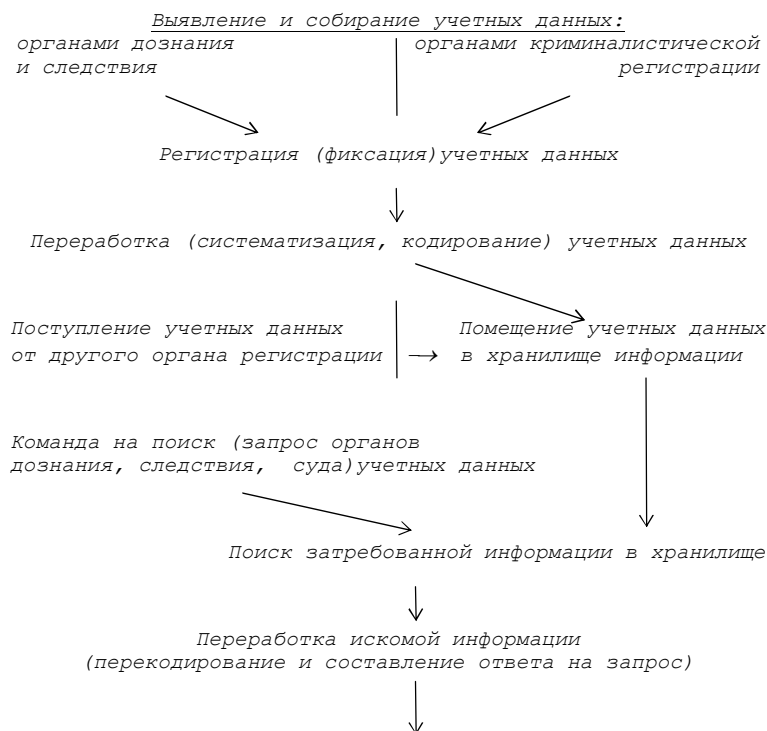 Выявление и собирание учетных данных:
органами дознания
и следствия
органами криминалистической
регистрации
Регистрация (фиксация)учетных данных
Переработка (систематизация, кодирование) учетных данных
Поступление учетных данных
от другого органа регистрации
Помещение учетных данных
в хранилище информации
Команда на поиск (запрос органов
дознания, следствия, суда)учетных данных
Поиск затребованной информации в хранилище
Переработка искомой информации
(перекодирование и составление ответа на запрос)